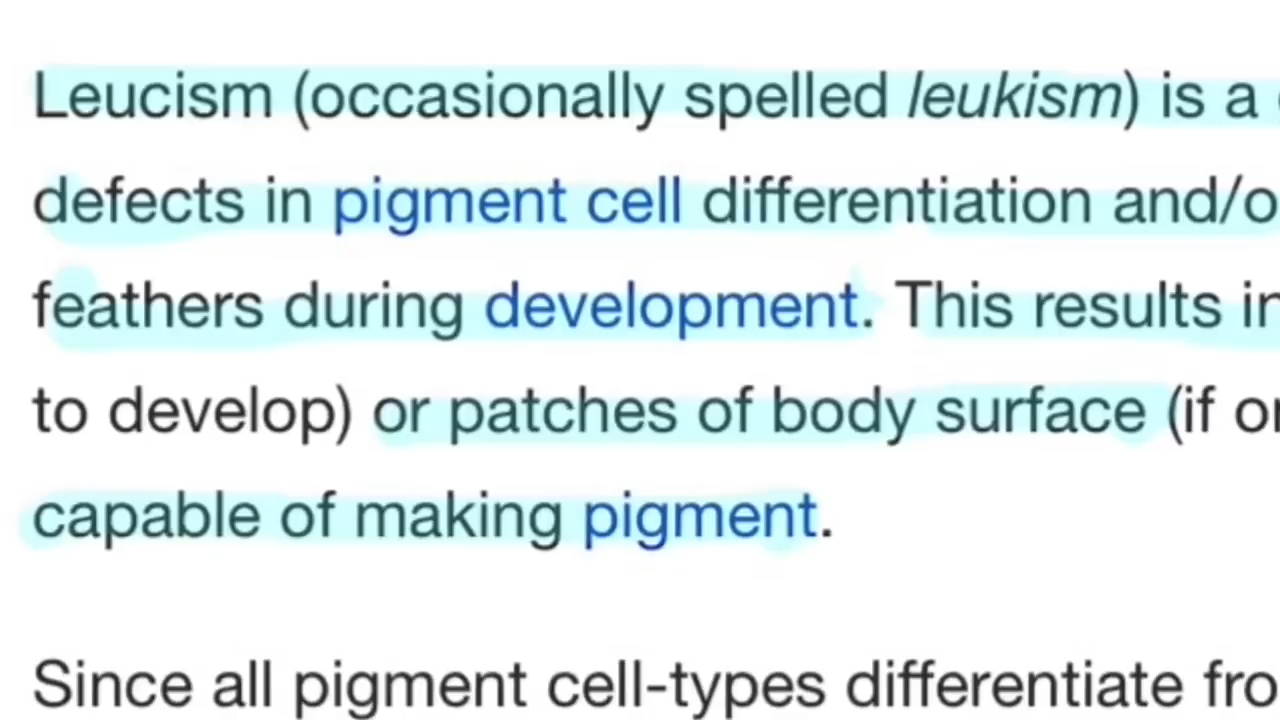 Leucism (occasionally spelled leukism) is a
defects in pigment cell differentiation and/o
feathers during development. This results in
to develop) or patches of body surface (if or
capable of making pigment.
Since all pigment cell-types differentiate fro